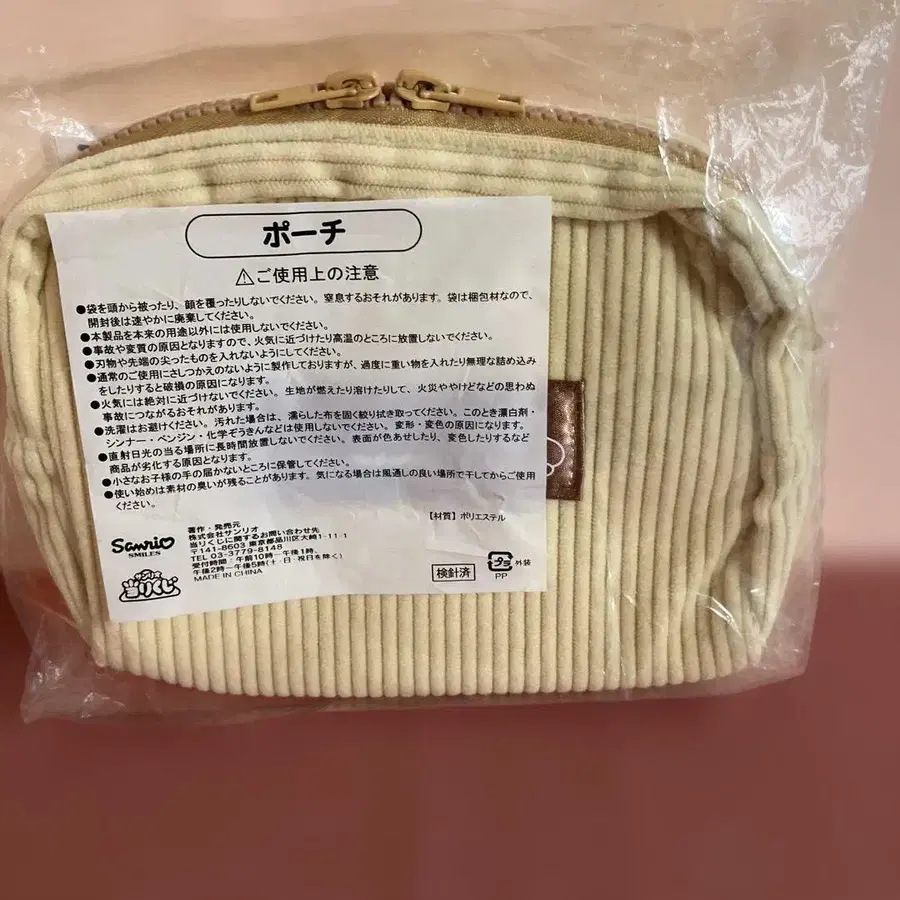 ポーチ
⚠ご使用上の注意
●袋を頭から被ったり、顔を覆ったりしないでください。窒息するおそれがあります。袋は梱包材なので、
開封後は速やかに廃棄してください。
●本製品を本来の用途以外には使用しないでください。
●事故や変質の原因となりますので、火気に近づけたり高温のところに放置しないでください。
●刃物や先端の尖ったものを入れないようにしてください。
●通常のご使用にさしつかえのないように製作しておりますが、過度に重い物を入れたり無理な詰め込み
をしたりすると破損の原因になります。
●火気には絶対に近づけないでください。生地が燃えたり溶けたりして、火災ややけどなどの思わぬ
事故につながるおそれがあります。
●洗濯はお避けください。汚れた場合は、濡らした布を固く絞り拭き取ってください。このとき漂白剤・
シンナー・ベンジン・化学ぞうきんなどは使用しないでください。変形・変色の原因になります。
●直射日光の当る場所に長時間放置しないでください。表面が色あせしたり、変色したりするなど
商品が劣化する原因となります。
●小さなお子様の手の届かないところに保管してください。
●使い始めは素材の臭いが残ることがあります。気になる場合は風通しの良い場所で干してからご使用
ください。
【材質】ポリエステル
Sanrio
SMILES
サンリオ
当りくじ
著作・発売元
株式会社サンリオ
当りくじに関するお問い合わせ先
〒141-8603 東京都品川区大崎1-11-1
TEL 03-3779-8148
受付時間：午前10時ー午後1時、
午後2時ー午後5時(土・日・祝日を除く)
MADE IN CHINA
検針済
プラ 外装
PP